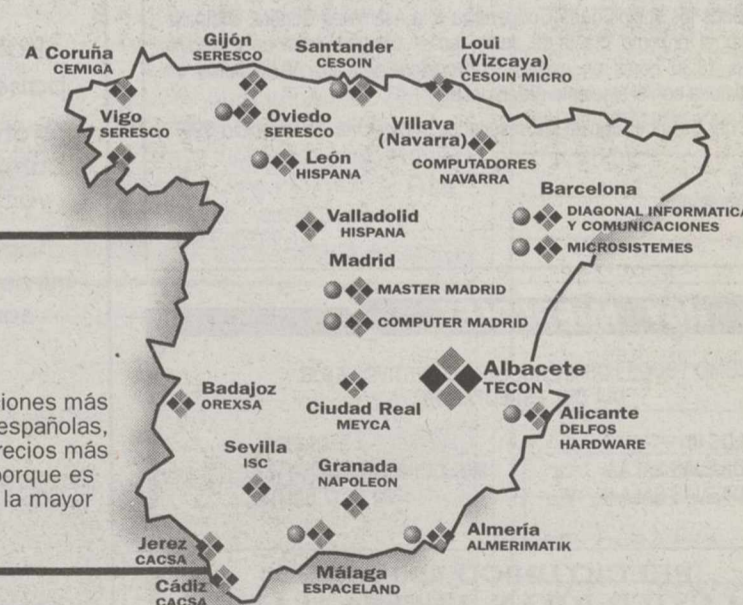 A Coruña
CEMIGA
Gijón
SERESCO
Santander
CESOIN
Loui
(Vizcaya)
CESOIN MICRO
Vigo
SERESCO
Oviedo
SERESCO
Villava
(Navarra)
COMPUTADORES
NAVARRA
León
HISPANA
Barcelona
DIAGONAL INFORMATICA
Y COMUNICACIONES
MICROSISTEMES
Valladolid
HISPANA
Madrid
MASTER MADRID
COMPUTER MADRID
Albacete
TECON
Badajoz
OREXSA
Ciudad Real
MEYCA
Alicante
DELFOS
HARDWARE
ciones más
españolas,
recios más
porque es
la mayor
Sevilla
ISC
Granada
NAPOLEON
Jerez
CACSA
Cádiz
CACSA
Málaga
ESPACELAND
Almería
ALMERIMATIK